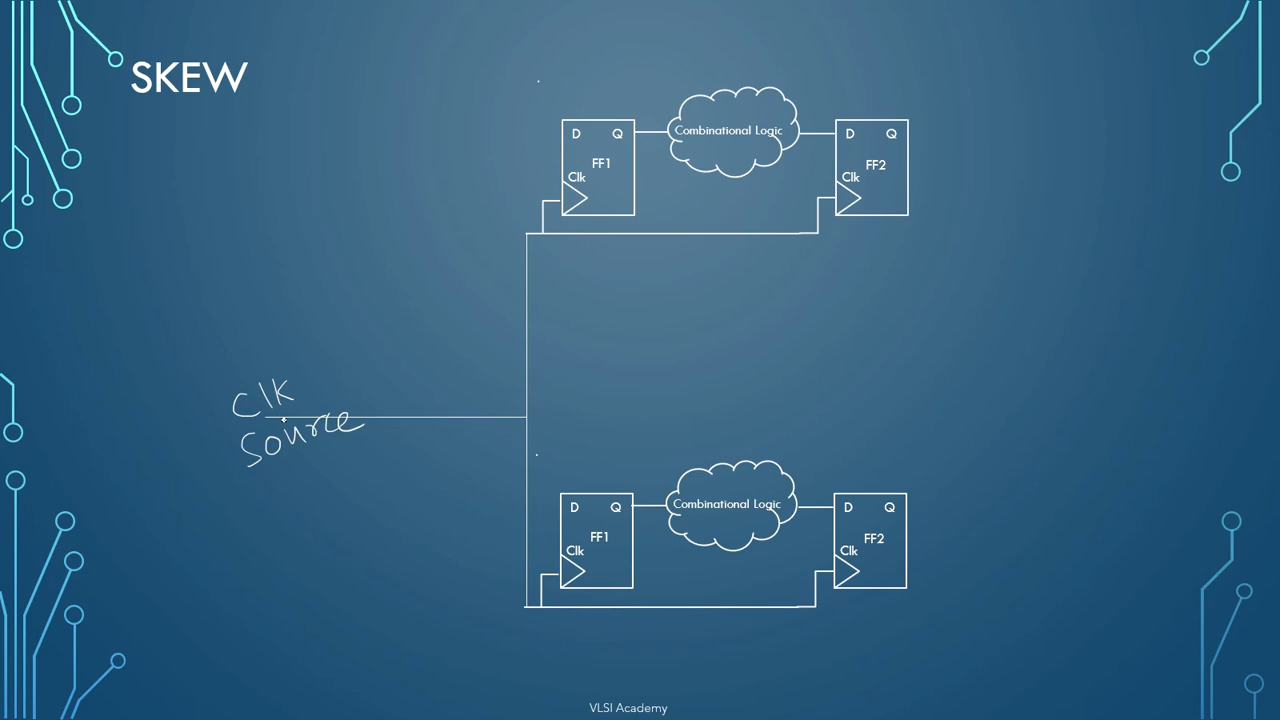 SKEW
D Q
FF1
Clk
Combinational Logic
D Q
FF2
Clk
Clk
Source
D Q
FF1
Clk
Combinational Logic
D Q
FF2
Clk
VLSI Academy